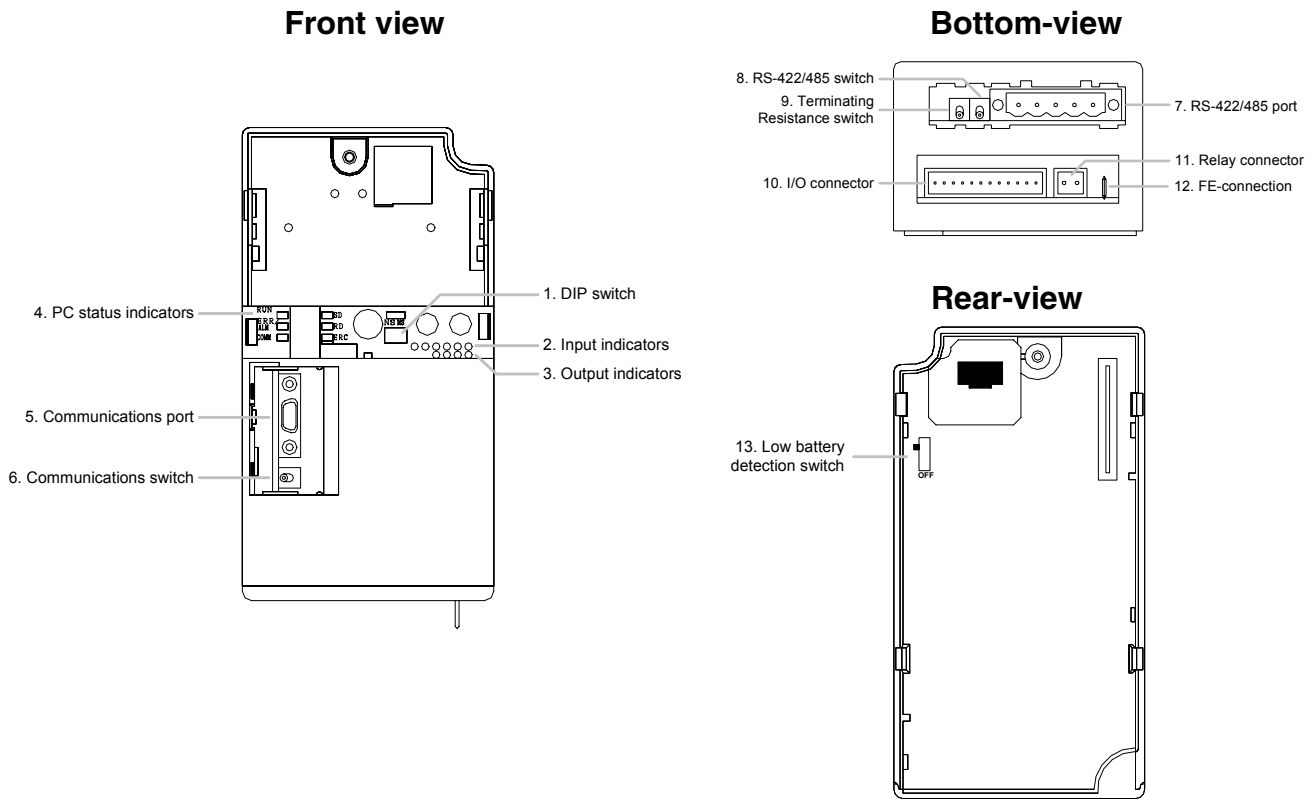 Front view
4. PC status indicators
RUN
ERR.
ALM
COMM
SD
RD
ERC
NS
MS
1. DIP switch
2. Input indicators
3. Output indicators
5. Communications port
6. Communications switch
Bottom-view
8. RS-422/485 switch
9. Terminating
Resistance switch
7. RS-422/485 port
10. I/O connector
11. Relay connector
12. FE-connection
Rear-view
13. Low battery
detection switch
OFF